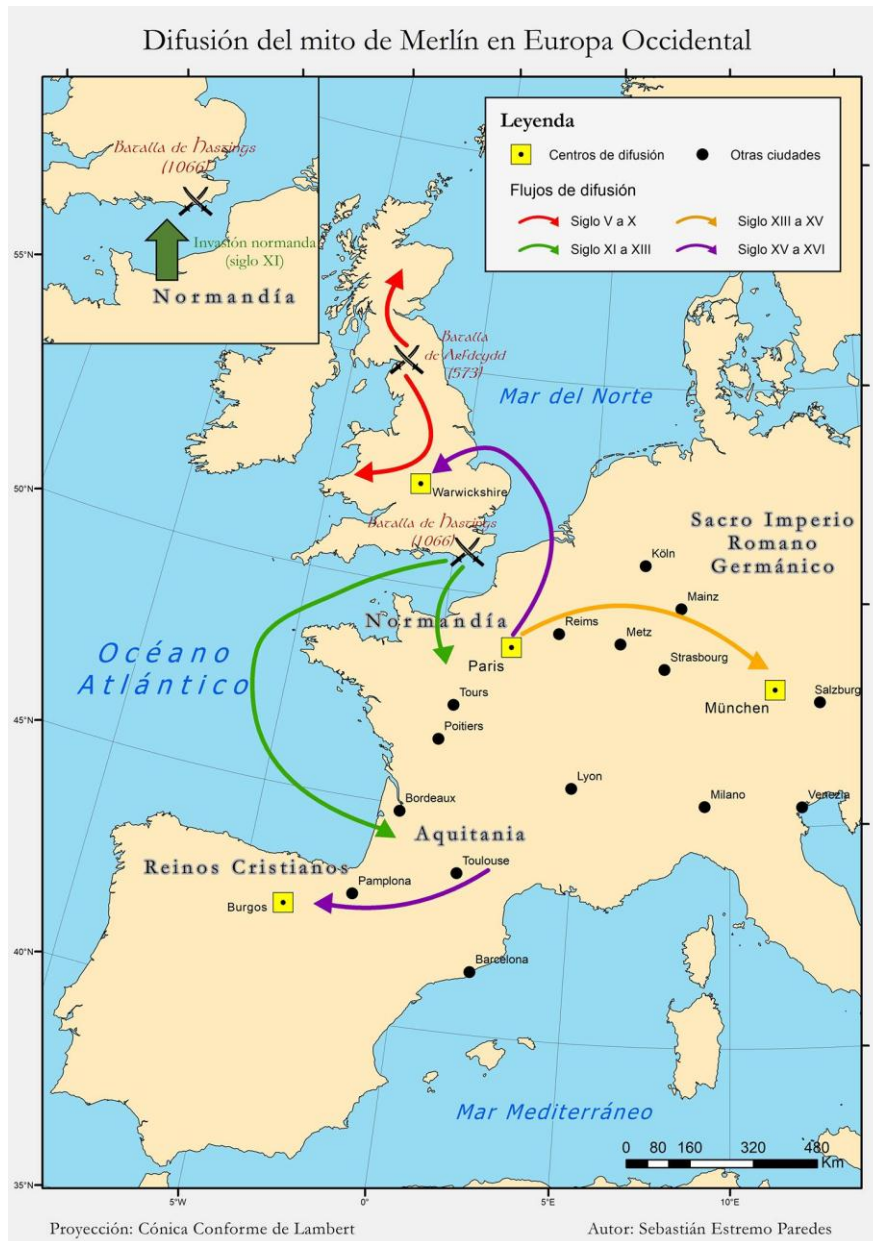 Difusión del mito de Merlín en Europa Occidental
Batalla de Hastings
(1066)
Invasión normanda
(siglo XI)
Normandía
Leyenda
Centros de difusión
Otras ciudades
Flujos de difusión
Siglo V a X
Siglo XIII a XV
Siglo XI a XIII
Siglo XV a XVI
55°N
50°N
45°N
40°N
35°N
Batalla
de Arfdeydd
(573)
Mar del Norte
Warwickshire
Batalla de Hastings
(1066)
Sacro Imperio
Romano
Germánico
Köln
Mainz
Normandía
Reims
Metz
Paris
Strasbourg
Océano
Atlántico
München
Salzburg
Tours
Poitiers
Lyon
Milano
Venezia
Bordeaux
Aquitania
Reinos Cristianos
Toulouse
Pamplona
Burgos
Barcelona
Mar Mediterráneo
0 80 160 320 480
Km
5°W
0°
5°E
10°E
Proyección: Cónica Conforme de Lambert
Autor: Sebastián Estremo Paredes